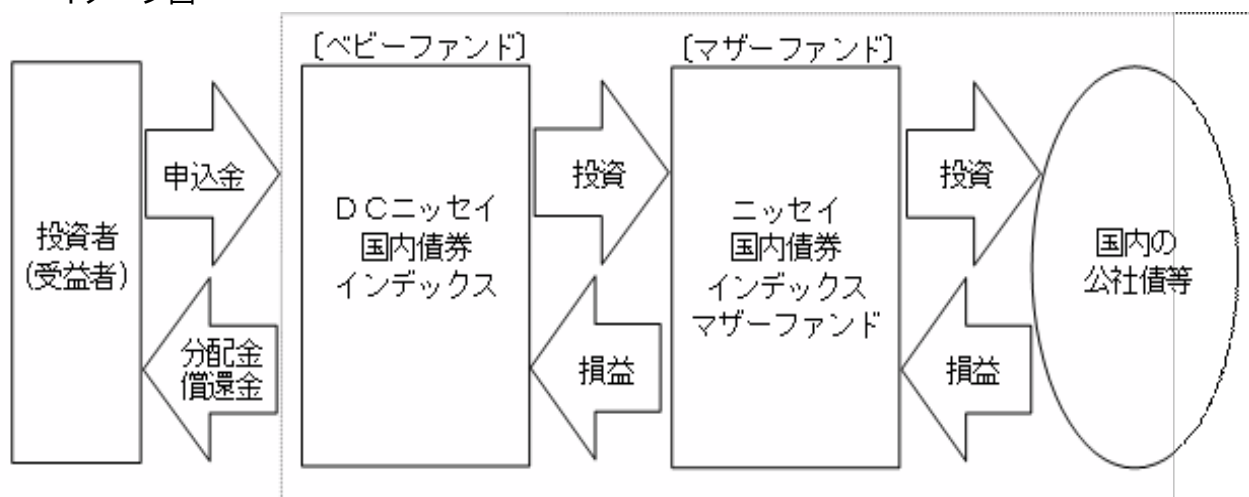 〔ベビーファンド〕
〔マザーファンド〕
投資者
(受益者)
申込金
分配金
償還金
DCニッセイ
国内債券
インデックス
投資
損益
ニッセイ
国内債券
インデックス
マザーファンド
投資
損益
国内の
公社債等